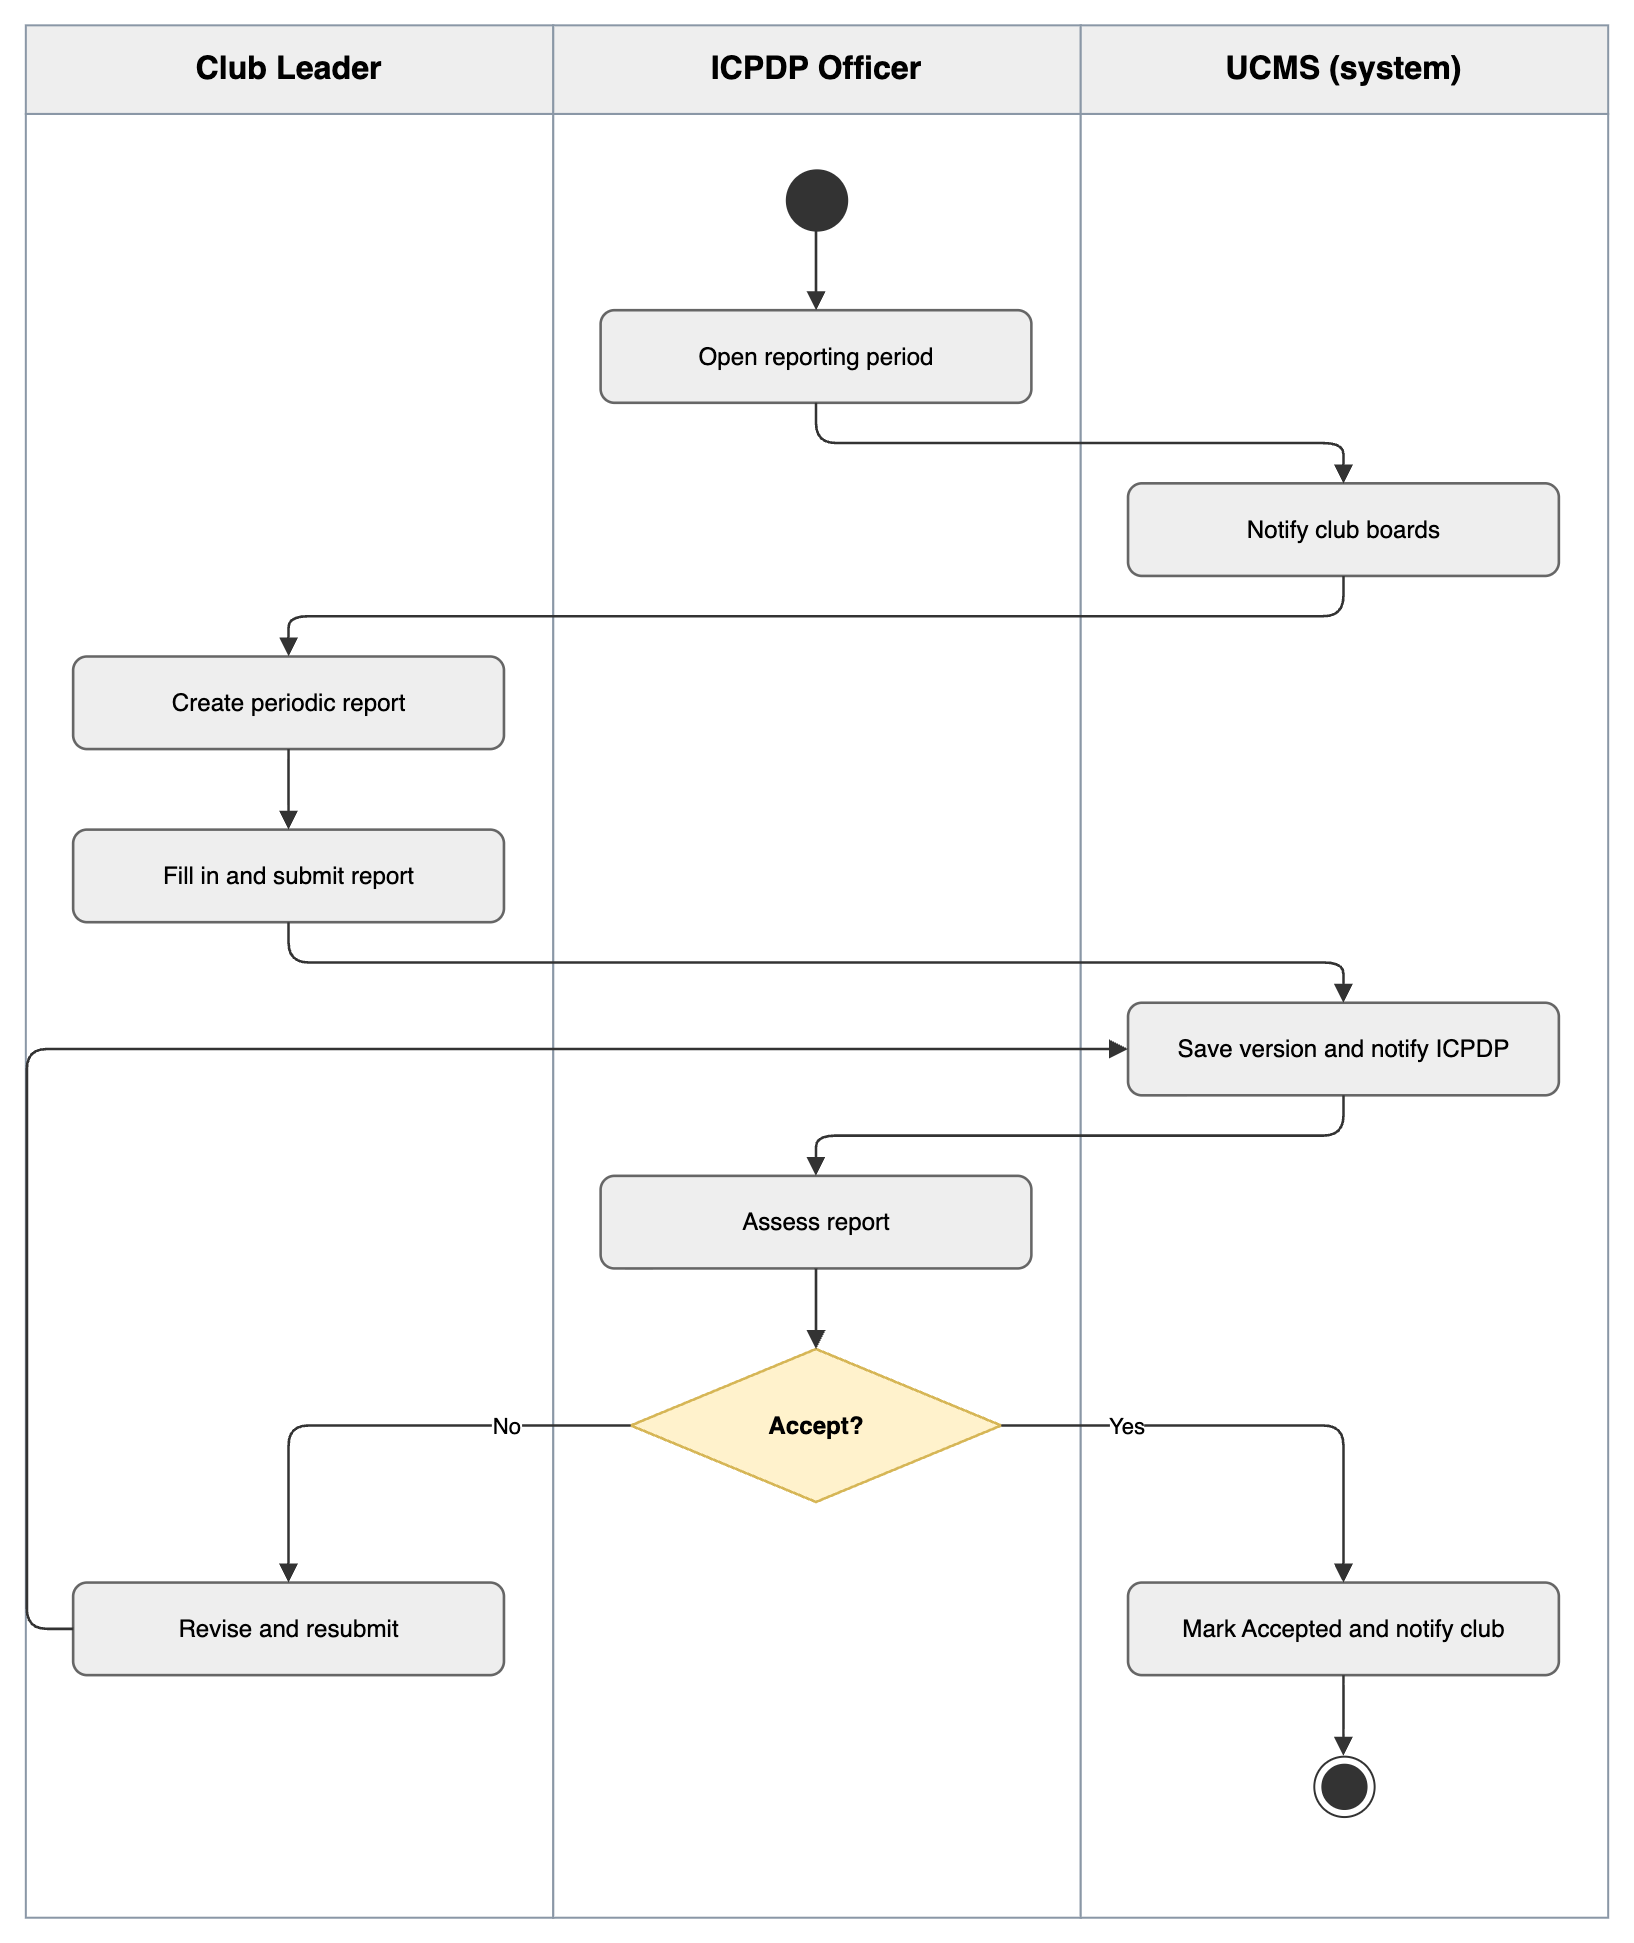 Club Leader
ICPDP Officer
UCMS (system)
Open reporting period
Notify club boards
Create periodic report
Fill in and submit report
Save version and notify ICPDP
Assess report
Accept?
No
Yes
Revise and resubmit
Mark Accepted and notify club